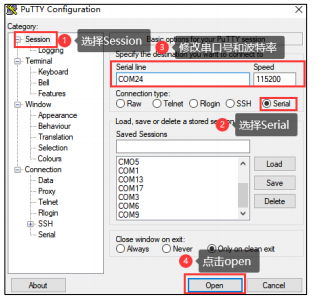 PuTTY Configuration
Category:
Session
Logging
Terminal
Keyboard
Bell
Features
Window
Appearance
Behaviour
Translation
Selection
Colours
Connection
Data
Proxy
Telnet
Rlogin
SSH
Serial
1 选择Session
Basic options for your PuTTY session
3 修改串口号和波特率
Specify the destination you want to connect to
Serial line Speed
COM24 115200
Connection type:
Raw Telnet Rlogin SSH Serial
2 选择Serial
Load, save or delete a stored session
Saved Sessions
CMO5
COM1
COM13
COM17
COM3
COM6
COM9
Load
Save
Delete
Close window on exit:
Always Never Only on clean exit
4 点击open
About Open Cancel